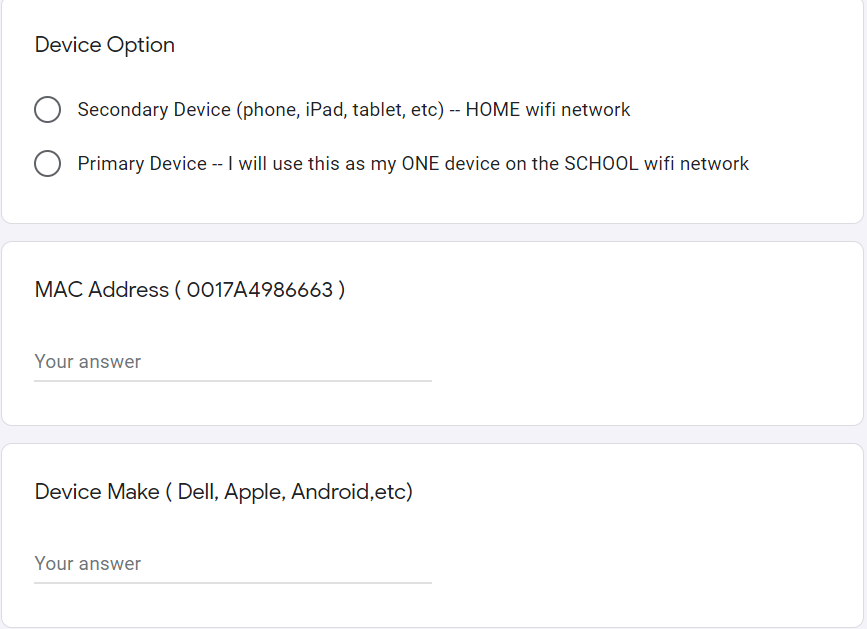 Device Option
Secondary Device (phone, iPad, tablet, etc) -- HOME wifi network
Primary Device -- I will use this as my ONE device on the SCHOOL wifi network
MAC Address ( 0017A4986663 )
Your answer
Device Make ( Dell, Apple, Android,etc)
Your answer